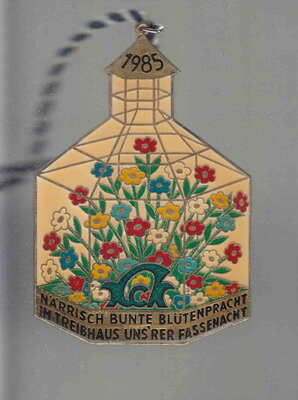 1985
NÄRRISCH BUNTE BLÜTENPRACHT
IM TREIBHAUS UNS'RER FASSENACHT